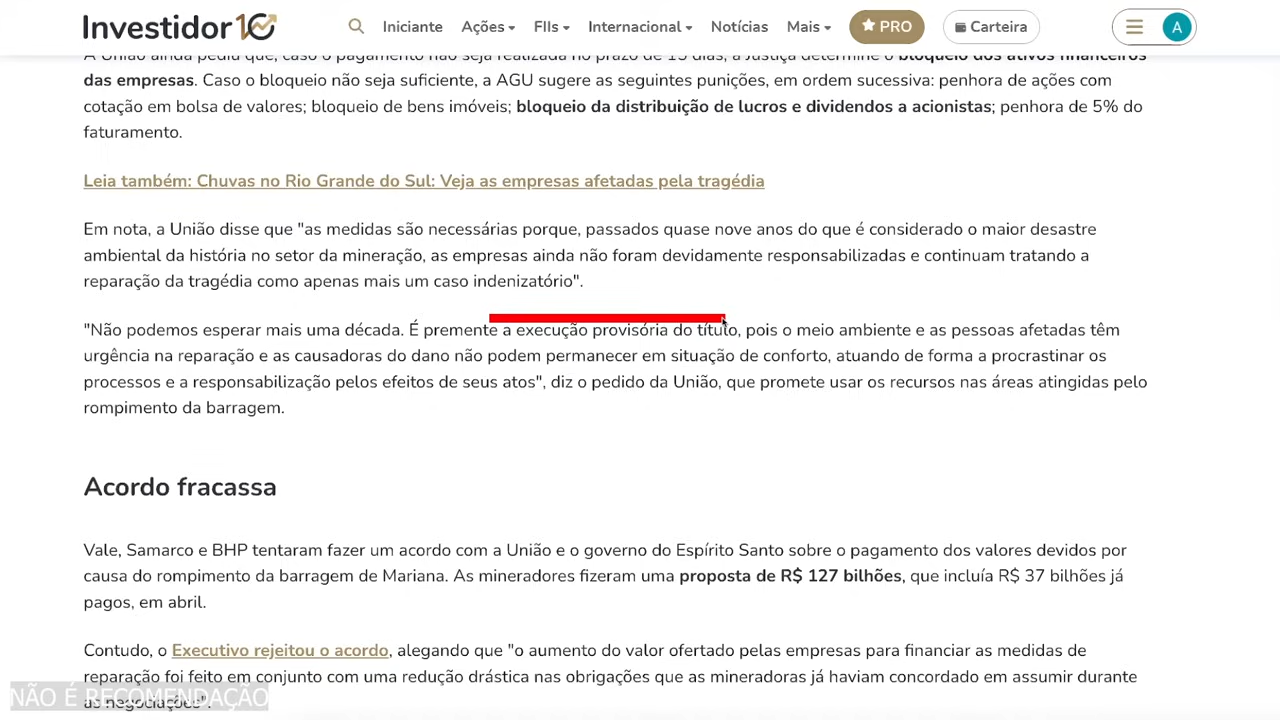 Investidor10
Iniciante Ações FIIs Internacional Notícias Mais PRO Carteira A
A União ainda pediu que, caso o pagamento não seja realizada no prazo de 15 dias, a Justiça determine o bloqueio dos ativos financeiros
das empresas. Caso o bloqueio não seja suficiente, a AGU sugere as seguintes punições, em ordem sucessiva: penhora de ações com
cotação em bolsa de valores; bloqueio de bens imóveis; bloqueio da distribuição de lucros e dividendos a acionistas; penhora de 5% do
faturamento.
Leia também: Chuvas no Rio Grande do Sul: Veja as empresas afetadas pela tragédia
Em nota, a União disse que "as medidas são necessárias porque, passados quase nove anos do que é considerado o maior desastre
ambiental da história no setor da mineração, as empresas ainda não foram devidamente responsabilizadas e continuam tratando a
reparação da tragédia como apenas mais um caso indenizatório".
"Não podemos esperar mais uma década. É premente a execução provisória do título, pois o meio ambiente e as pessoas afetadas têm
urgência na reparação e as causadoras do dano não podem permanecer em situação de conforto, atuando de forma a procrastinar os
processos e a responsabilização pelos efeitos de seus atos", diz o pedido da União, que promete usar os recursos nas áreas atingidas pelo
rompimento da barragem.
Acordo fracassa
Vale, Samarco e BHP tentaram fazer um acordo com a União e o governo do Espírito Santo sobre o pagamento dos valores devidos por
causa do rompimento da barragem de Mariana. As mineradores fizeram uma proposta de R$ 127 bilhões, que incluía R$ 37 bilhões já
pagos, em abril.
Contudo, o Executivo rejeitou o acordo, alegando que "o aumento do valor ofertado pelas empresas para financiar as medidas de
reparação foi feito em conjunto com uma redução drástica nas obrigações que as mineradores já haviam concordado em assumir durante
as negociações".
NÃO É RECOMENDAÇÃO